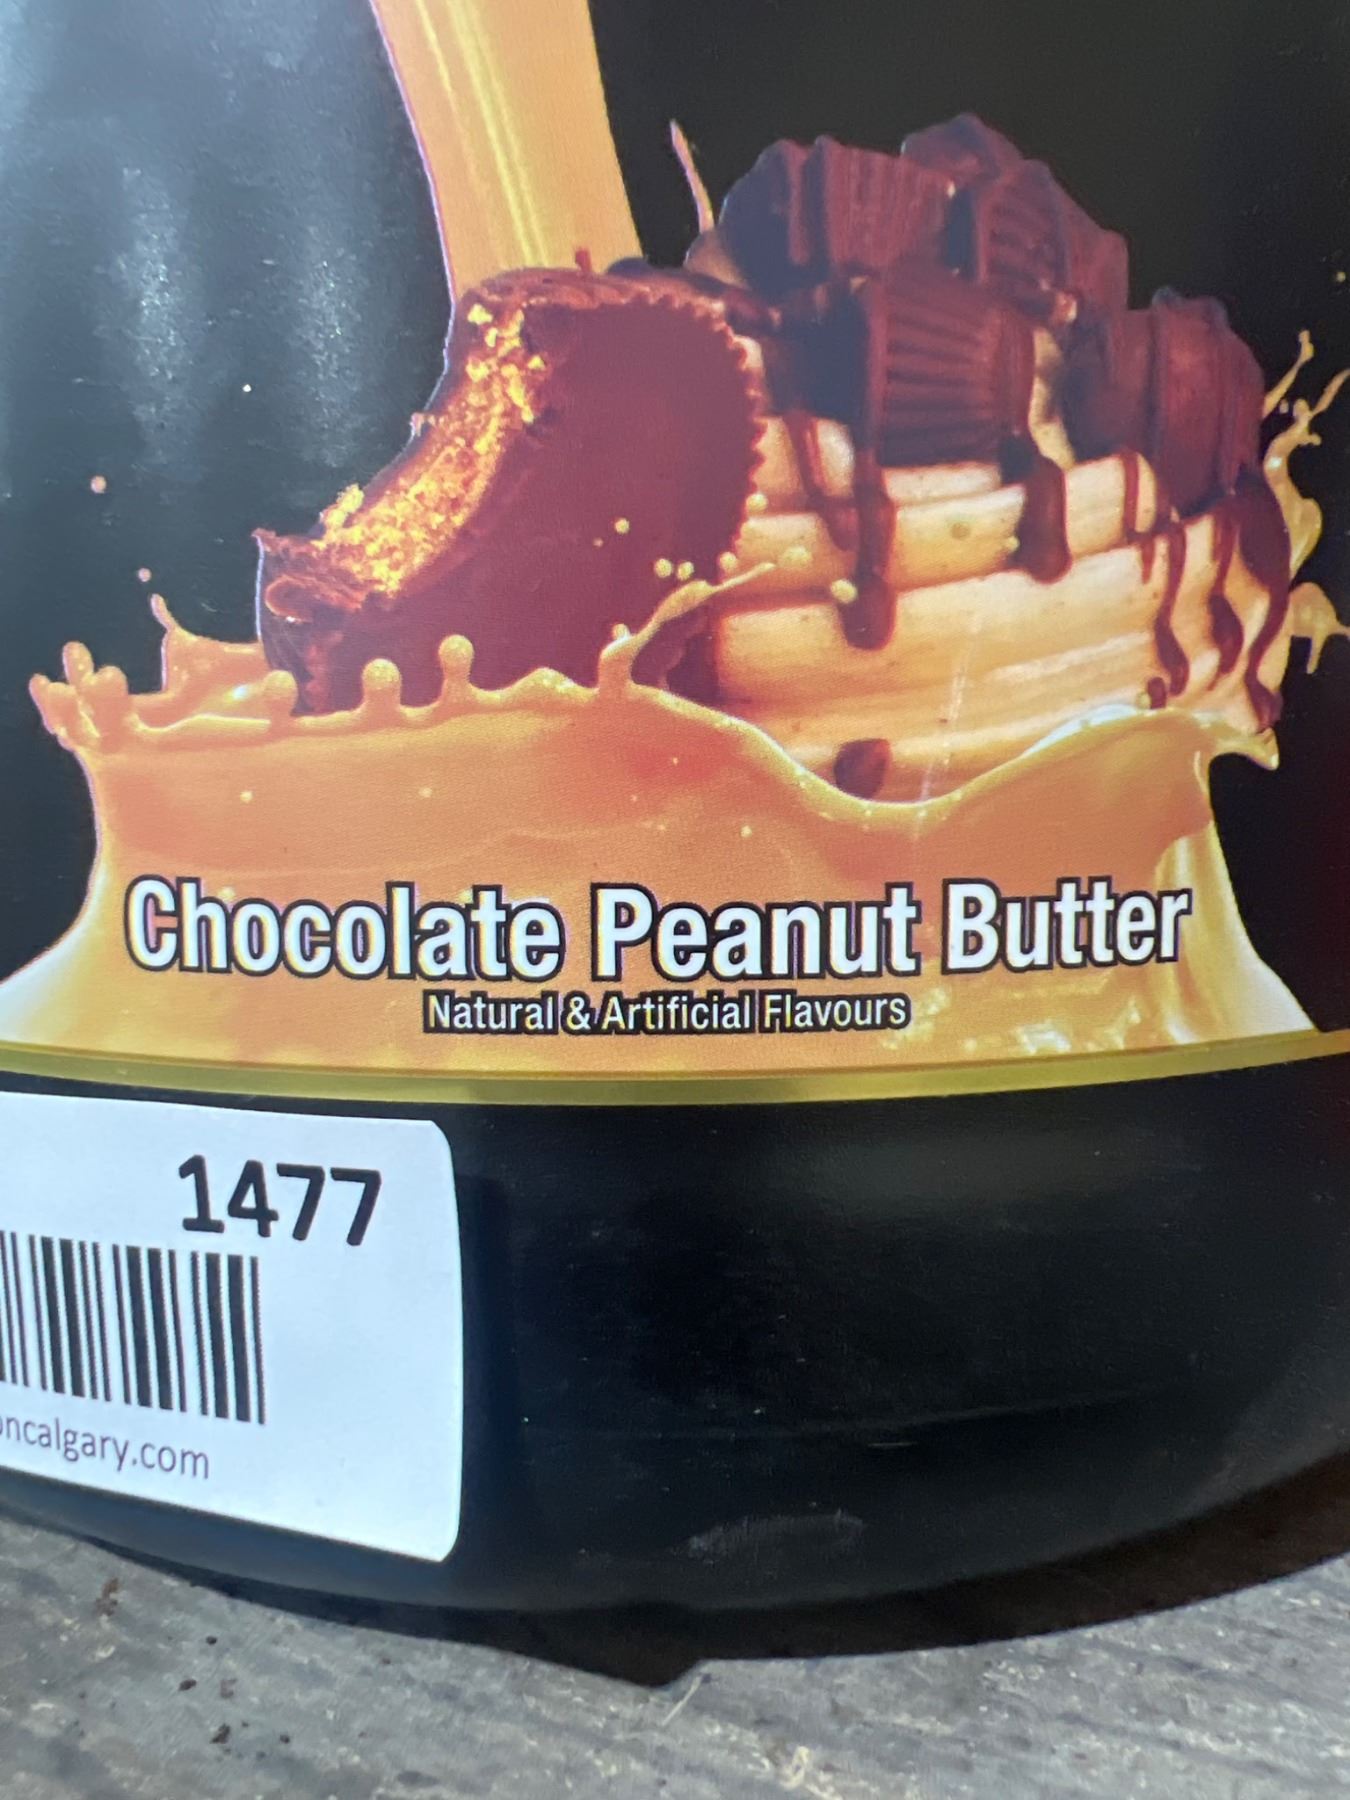 Chocolate Peanut Butter
Natural & Artificial Flavours
1477
ncalgary.com